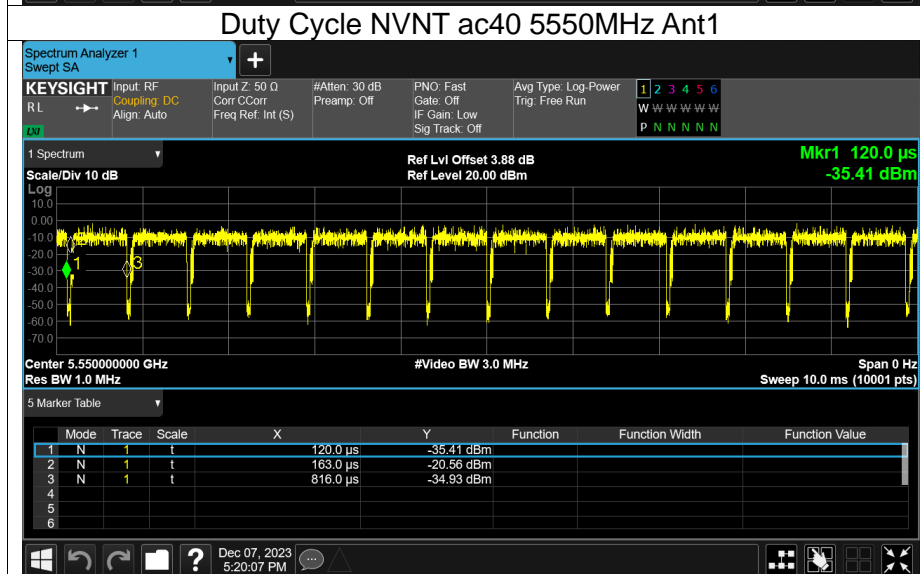 Duty Cycle NVNT ac40 5550MHz Ant1
Spectrum Analyzer 1
Swept SA
+
KEYSIGHT
R L
LXI
Input: RF
Coupling: DC
Align: Auto
Input Z: 50 Ω
Corr CCorr
Freq Ref: Int (S)
#Atten: 30 dB
Preamp: Off
PNO: Fast
Gate: Off
IF Gain: Low
Sig Track: Off
Avg Type: Log-Power
Trig: Free Run
1 2 3 4 5 6
W W W W W W
P N N N N N
1 Spectrum
Scale/Div 10 dB
Ref Lvl Offset 3.88 dB
Ref Level 20.00 dBm
Mkr1 120.0 µs
-35.41 dBm
Log
10.0
0.00
-10.0
-20.0
-30.0
-40.0
-50.0
-60.0
-70.0
1
2
3
Center 5.550000000 GHz
Res BW 1.0 MHz
#Video BW 3.0 MHz
Span 0 Hz
Sweep 10.0 ms (10001 pts)
5 Marker Table
Mode Trace Scale X Y Function Function Width Function Value
1 N 1 t 120.0 µs -35.41 dBm
2 N 1 t 163.0 µs -20.56 dBm
3 N 1 t 816.0 µs -34.93 dBm
4
5
6
?
Dec 07, 2023
5:20:07 PM